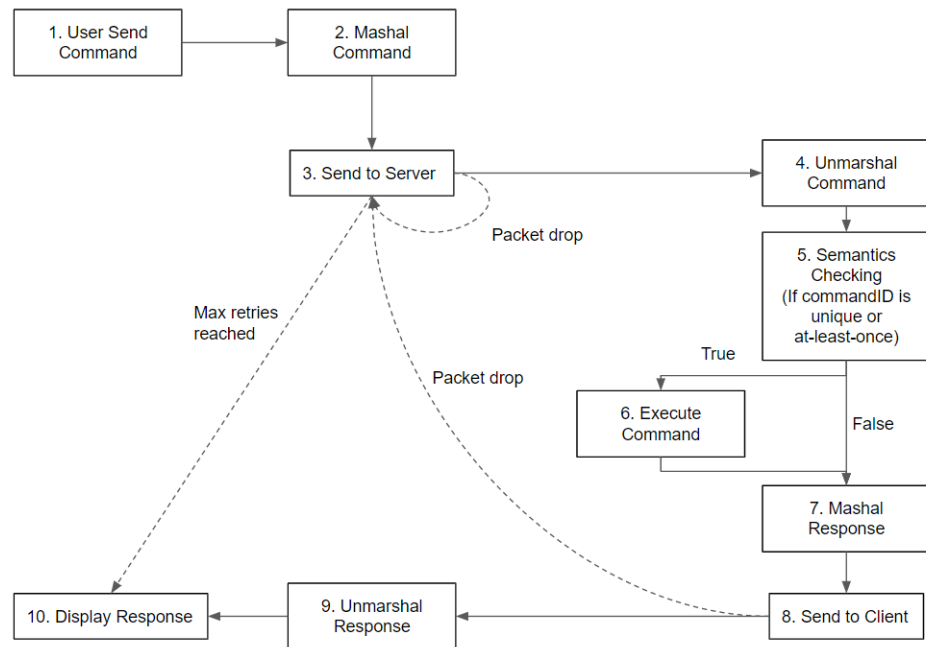 1. User Send
Command
2. Mashal
Command
3. Send to Server
Packet drop
4. Unmarshal
Command
5. Semantics
Checking
(If commandID is
unique or
at-least-once)
Max retries
reached
Packet drop
True
6. Execute
Command
False
7. Mashal
Response
8. Send to Client
9. Unmarshal
Response
10. Display Response